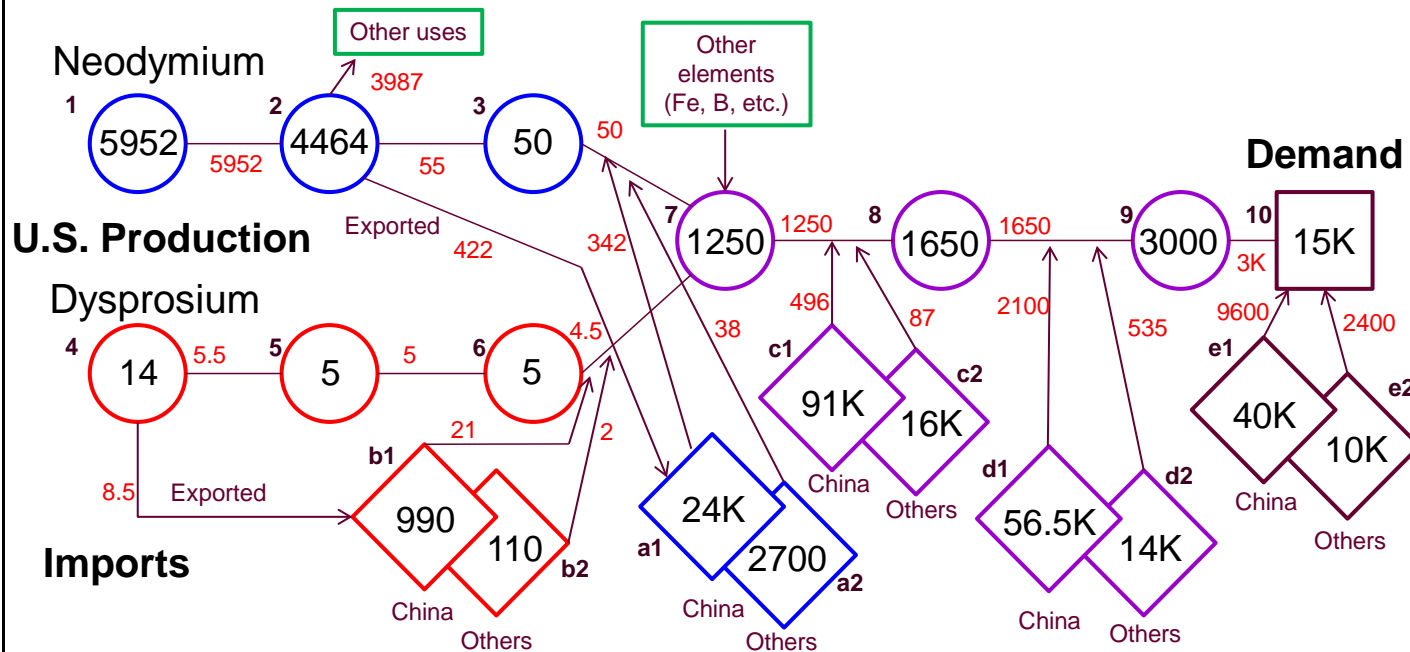 Other uses
Neodymium
3987
1
5952
5952
2
4464
55
3
50
50
Other
elements
(Fe, B, etc.)
Demand
U.S. Production
Exported
422
342
7
1250
1250
8
1650
1650
9
3000
3K
10
15K
Dysprosium
4
14
5.5
5
5
5
6
5
4.5
38
496
87
2100
535
9600
2400
8.5
Exported
21
2
b1
990
110
b2
China
Others
Imports
a1
24K
2700
a2
China
Others
c1
91K
c2
16K
China
Others
d1
56.5K
d2
14K
China
Others
e1
40K
e2
10K
China
Others